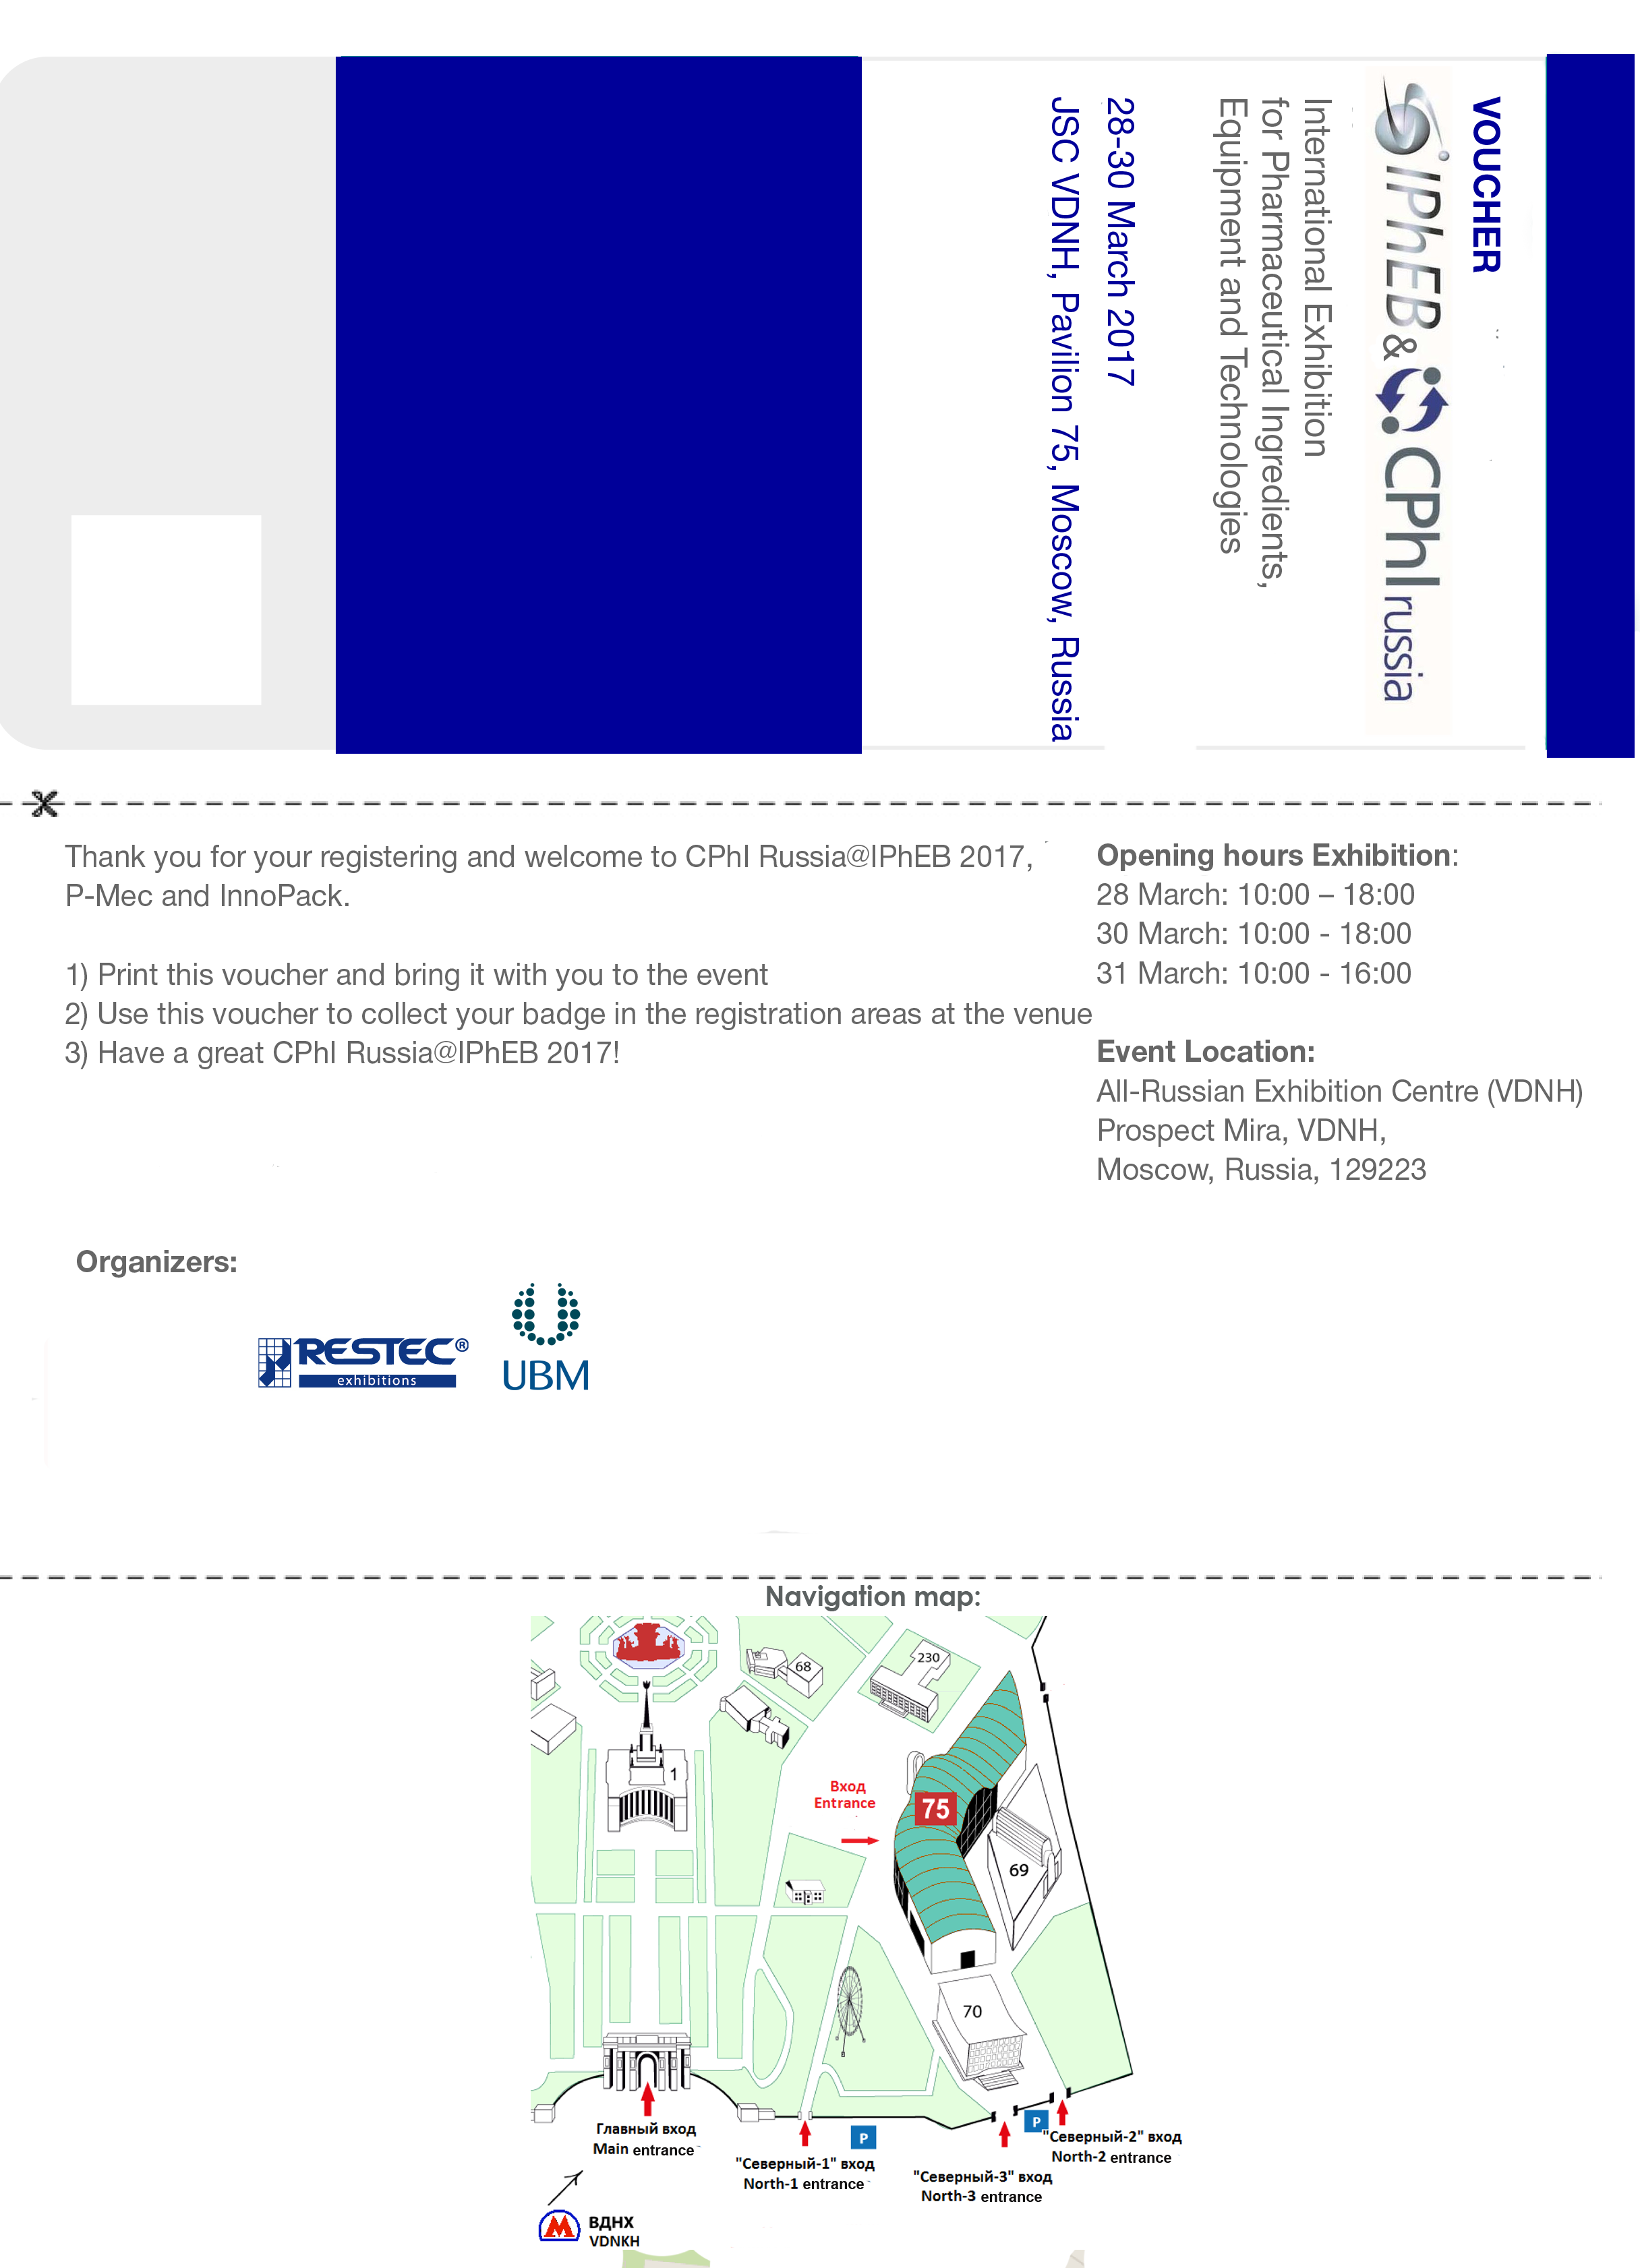 VOUCHER
IPhEB & CPhI russia
International Exhibition
for Pharmaceutical Ingredients,
Equipment and Technologies
28-30 March 2017
JSC VDNH, Pavilion 75, Moscow, Russia
Thank you for your registering and welcome to CPhI Russia@IPhEB 2017,
P-Mec and InnoPack.
1) Print this voucher and bring it with you to the event
2) Use this voucher to collect your badge in the registration areas at the venue
3) Have a great CPhI Russia@IPhEB 2017!
Opening hours Exhibition:
28 March: 10:00 – 18:00
30 March: 10:00 - 18:00
31 March: 10:00 - 16:00
Event Location:
All-Russian Exhibition Centre (VDNH)
Prospect Mira, VDNH,
Moscow, Russia, 129223
Organizers:
RESTEC®
exhibitions
UBM
Navigation map:
68
230
1
Вход
Entrance
75
69
70
Главный вход
Main entrance
P
P
"Северный-1" вход
North-1 entrance
"Северный-3" вход
North-3 entrance
"Северный-2" вход
North-2 entrance
М
ВДНХ
VDNKH